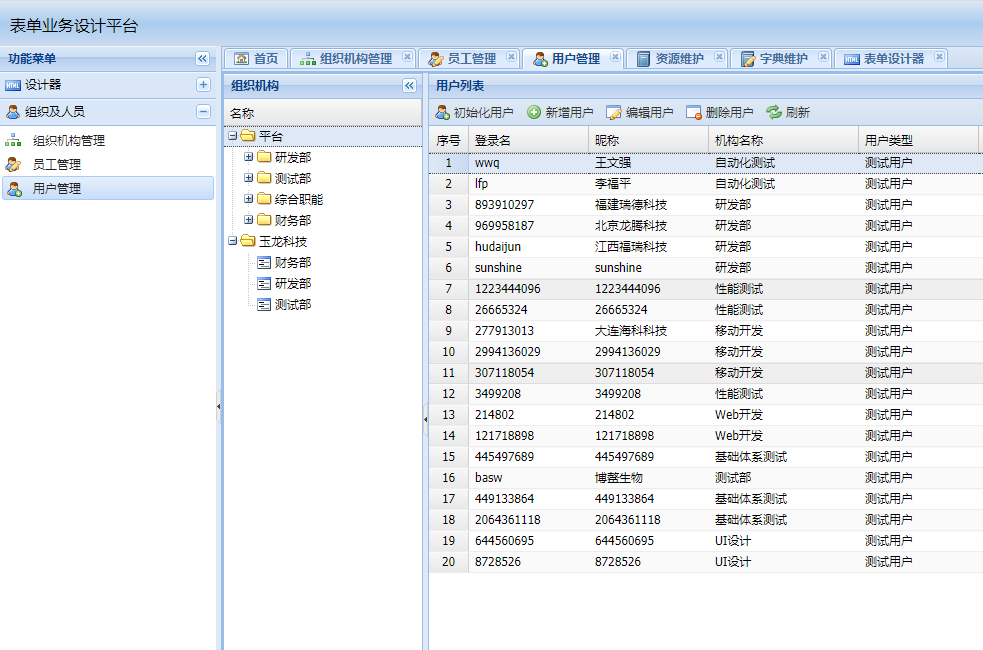 表单业务设计平台
功能菜单
设计器
组织及人员
组织机构管理
员工管理
用户管理
首页 组织机构管理 员工管理 用户管理 资源维护 字典维护 表单设计器
组织机构
名称
平台
研发部
测试部
综合职能
财务部
玉龙科技
财务部
研发部
测试部
用户列表
初始化用户 新增用户 编辑用户 删除用户 刷新
序号 登录名 昵称 机构名称 用户类型
1 wwq 王文强 自动化测试 测试用户
2 lfp 李福平 自动化测试 测试用户
3 893910297 福建瑞德科技 研发部 测试用户
4 969958187 北京龙腾科技 研发部 测试用户
5 hudaijun 江西福瑞科技 研发部 测试用户
6 sunshine sunshine 研发部 测试用户
7 1223444096 1223444096 性能测试 测试用户
8 26665324 26665324 性能测试 测试用户
9 277913013 大连海科科技 移动开发 测试用户
10 2994136029 2994136029 移动开发 测试用户
11 307118054 307118054 移动开发 测试用户
12 3499208 3499208 性能测试 测试用户
13 214802 214802 Web开发 测试用户
14 121718898 121718898 Web开发 测试用户
15 445497689 445497689 基础体系测试 测试用户
16 basw 博螯生物 测试部 测试用户
17 449133864 449133864 基础体系测试 测试用户
18 2064361118 2064361118 基础体系测试 测试用户
19 644560695 644560695 UI设计 测试用户
20 8728526 8728526 UI设计 测试用户